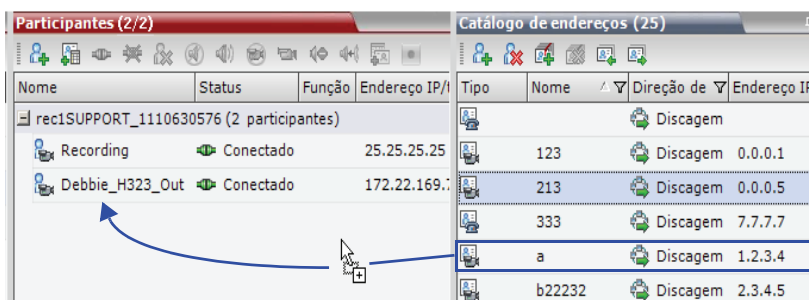 Participantes (2/2)
Nome Status Função Endereço IP/
rec1SUPPORT_1110630576 (2 participantes)
Recording Conectado 25.25.25.25
Debbie_H323_Out Conectado 172.22.169.
Catálogo de endereços (25)
Tipo Nome Direção de Endereço IP
Discagem
123 Discagem 0.0.0.1
213 Discagem 0.0.0.5
333 Discagem 7.7.7.7
a Discagem 1.2.3.4
b22232 Discagem 2.3.4.5